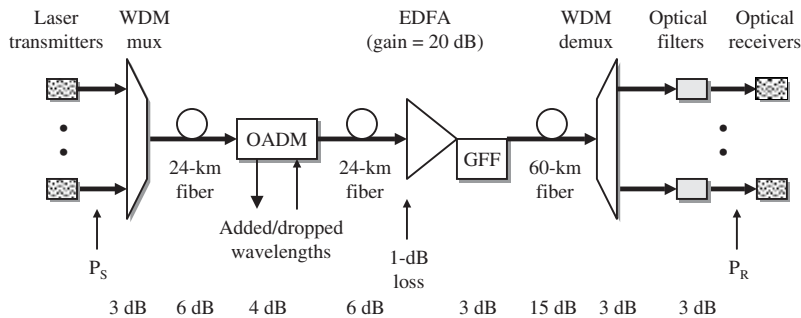 Laser
transmitters
WDM
mux
EDFA
(gain = 20 dB)
WDM
demux
Optical
filters
Optical
receivers
OADM
GFF
24-km
fiber
24-km
fiber
60-km
fiber
Added/dropped
wavelengths
1-dB
loss
P_S
P_R
3 dB 6 dB 4 dB 6 dB 3 dB 15 dB 3 dB 3 dB